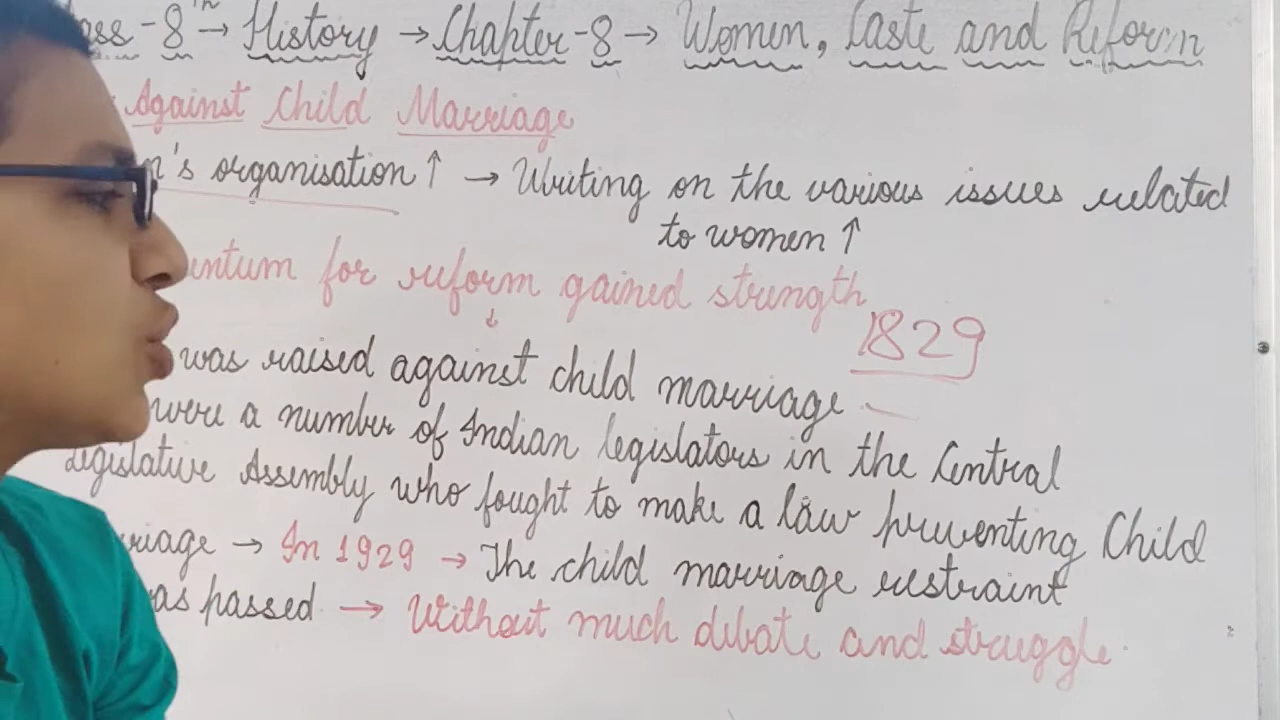 ss - 8th → History → Chapter - 8 → Women, Caste and Reform
Against Child Marriage
n's organisation ↑ → Writing on the various issues related
to women ↑
entum for reform gained strength
↓
1829
was raised against child marriage
were a number of Indian legislators in the Central
Legislative Assembly who fought to make a law preventing Child
riage → In 1929 → The child marriage restraint
as passed → Without much debate and struggle.